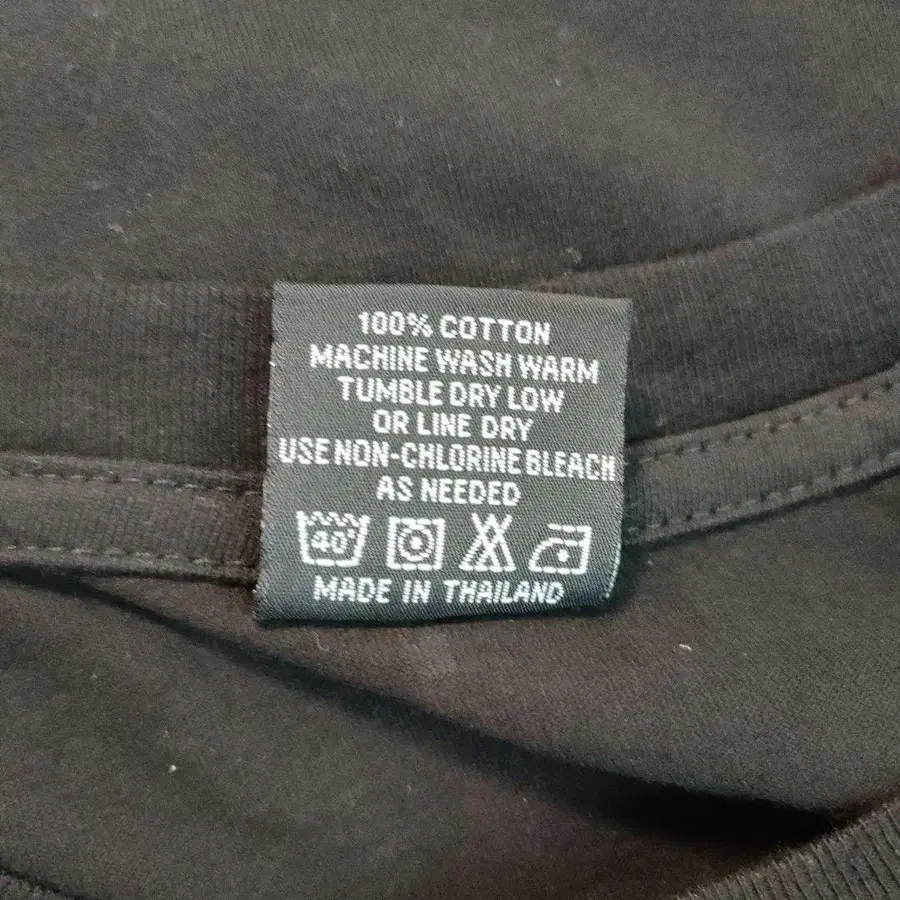 100% COTTON
MACHINE WASH WARM
TUMBLE DRY LOW
OR LINE DRY
USE NON-CHLORINE BLEACH
AS NEEDED
40°
MADE IN THAILAND